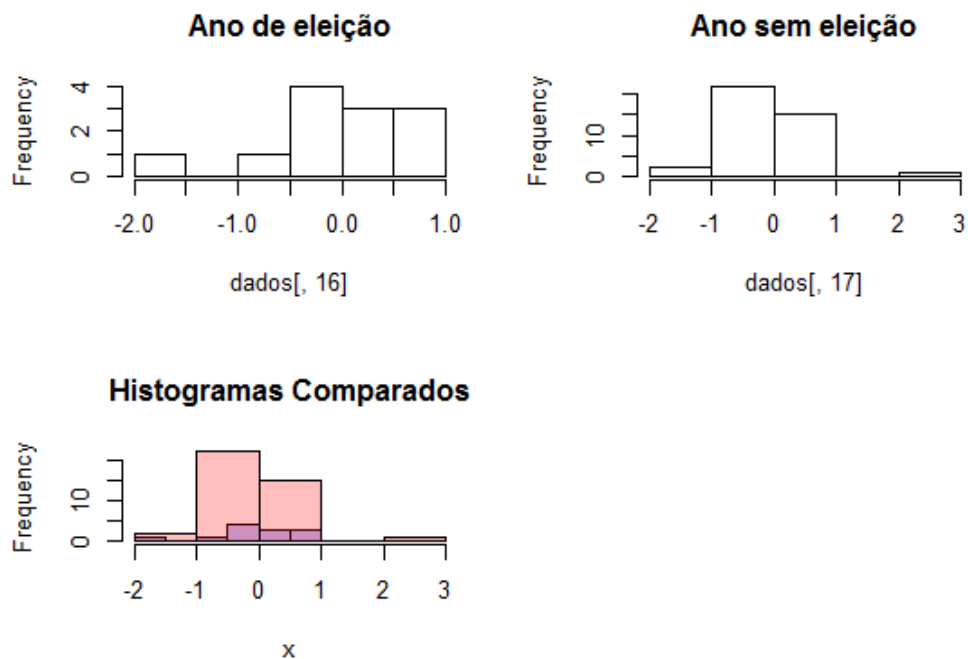 Ano de eleição
Frequency
4
2
0
-2.0 -1.0 0.0 1.0
dados[, 16]
Ano sem eleição
Frequency
10
0
-2 -1 0 1 2 3
dados[, 17]
Histogramas Comparados
Frequency
10
0
-2 -1 0 1 2 3
x